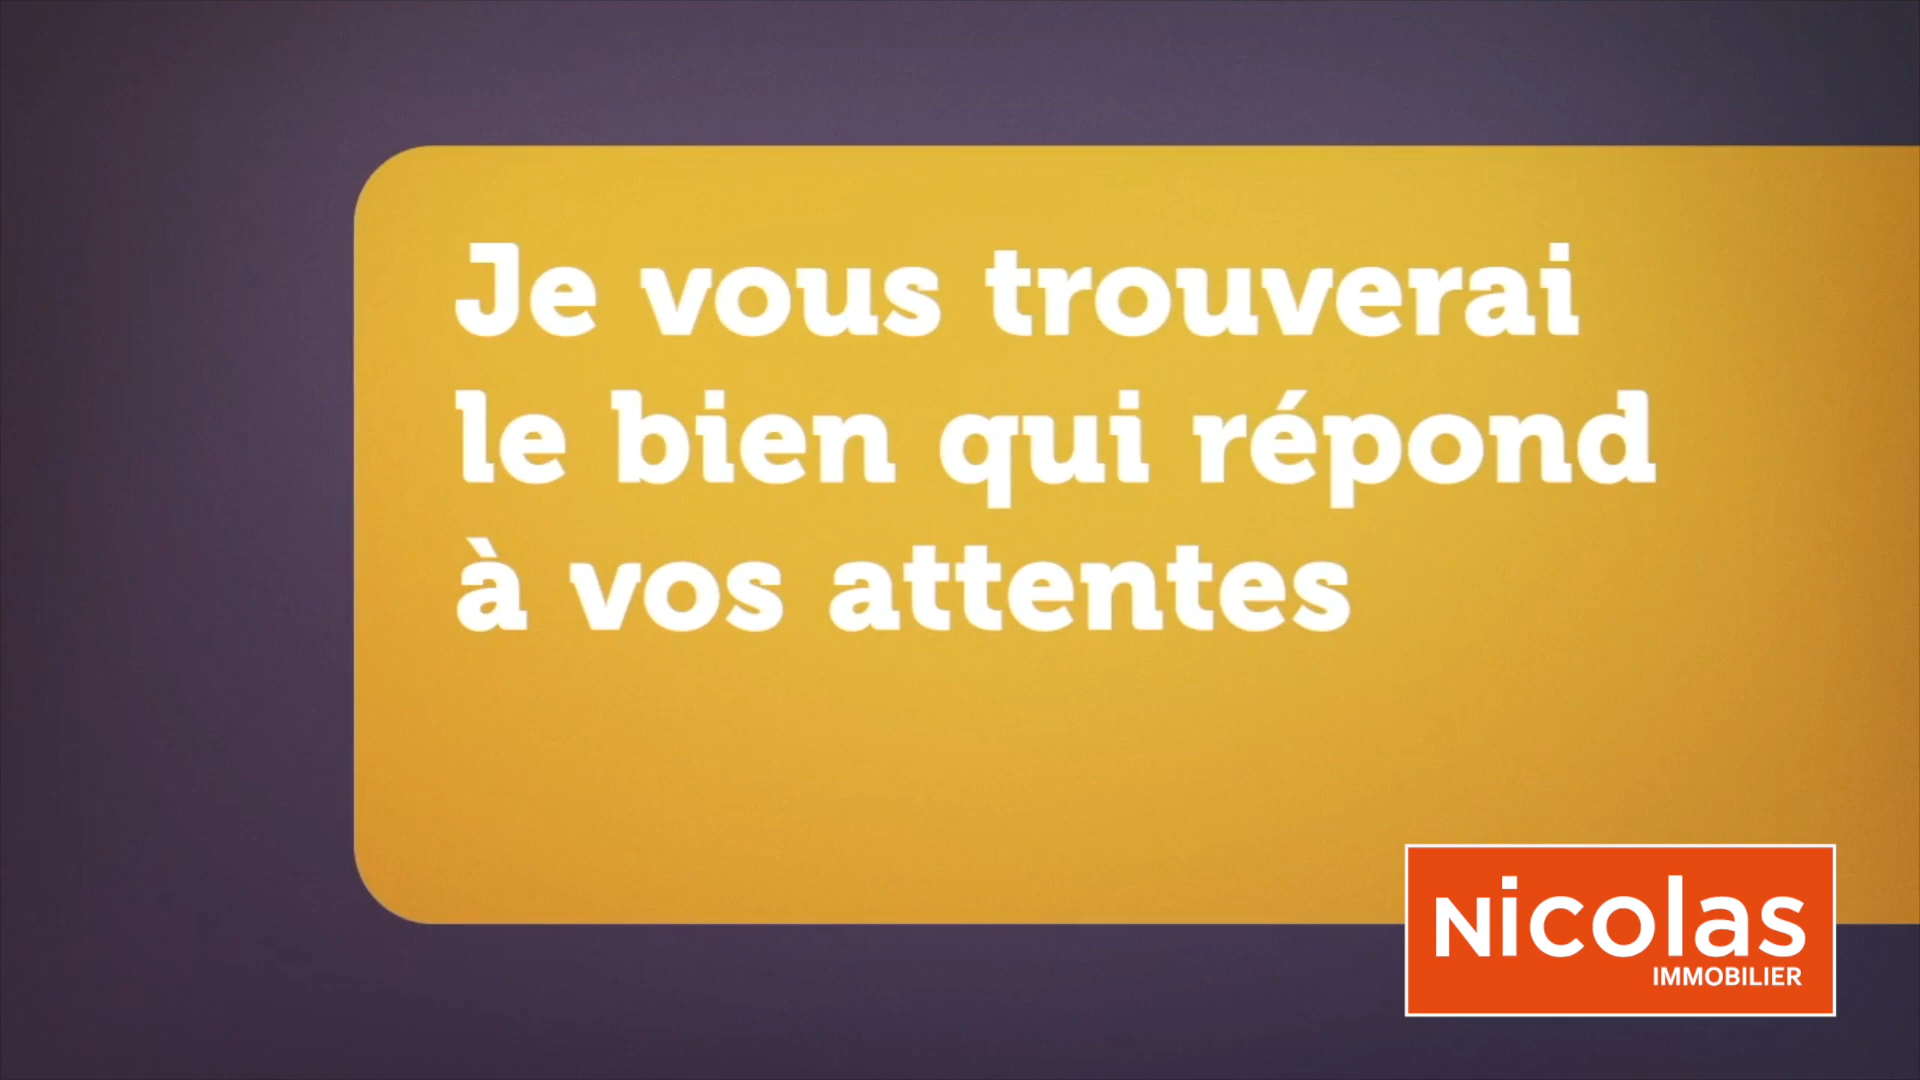 Je vous trouverai
le bien qui répond
à vos attentes
Nicolas
IMMOBILIER